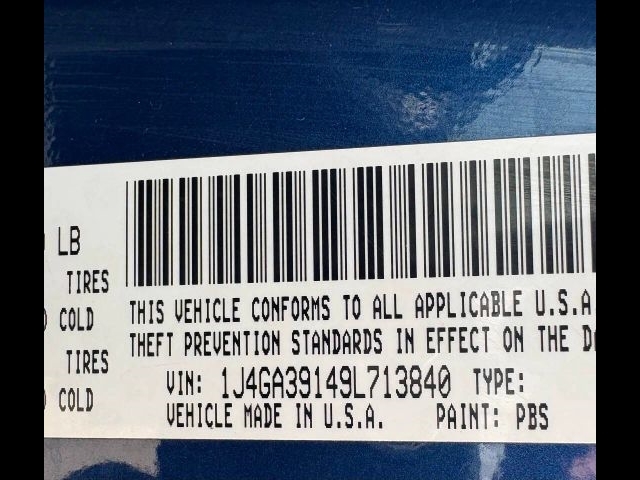 LB
TIRES
COLD
TIRES
COLD
THIS VEHICLE CONFORMS TO ALL APPLICABLE U.S.A
THEFT PREVENTION STANDARDS IN EFFECT ON THE
VIN: 1J4GA39149L713840 TYPE:
VEHICLE MADE IN U.S.A. PAINT: PBS